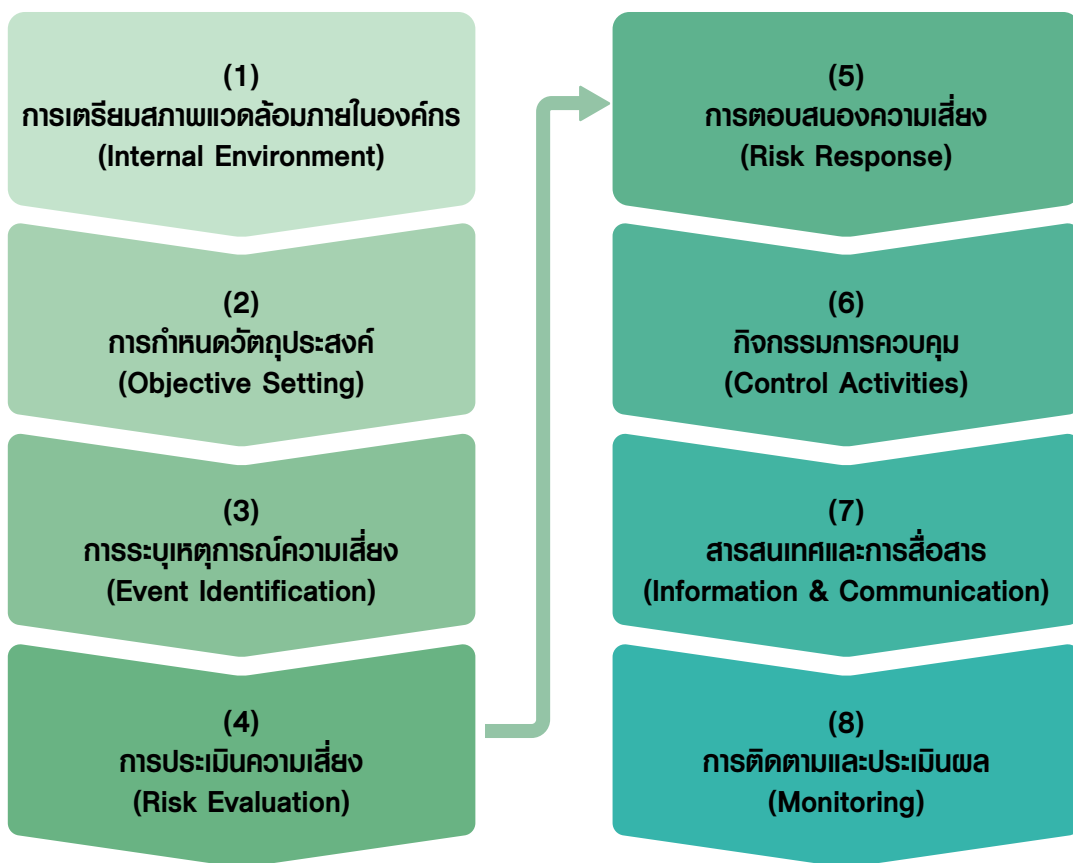 (1)
การเตรียมสภาพแวดล้อมภายในองค์กร
(Internal Environment)
(2)
การกำหนดวัตถุประสงค์
(Objective Setting)
(3)
การระบุเหตุการณ์ความเสี่ยง
(Event Identification)
(4)
การประเมินความเสี่ยง
(Risk Evaluation)
(5)
การตอบสนองความเสี่ยง
(Risk Response)
(6)
กิจกรรมการควบคุม
(Control Activities)
(7)
สารสนเทศและการสื่อสาร
(Information & Communication)
(8)
การติดตามและประเมินผล
(Monitoring)